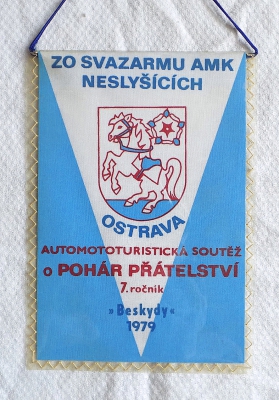 ZO SVAZARMU AMK
NESLYŠÍCÍCH
OSTRAVA
AUTOMOTOTURISTICKÁ SOUTĚŽ
o POHÁR PŘÁTELSTVÍ
7. ročník
»Beskydy«
1979